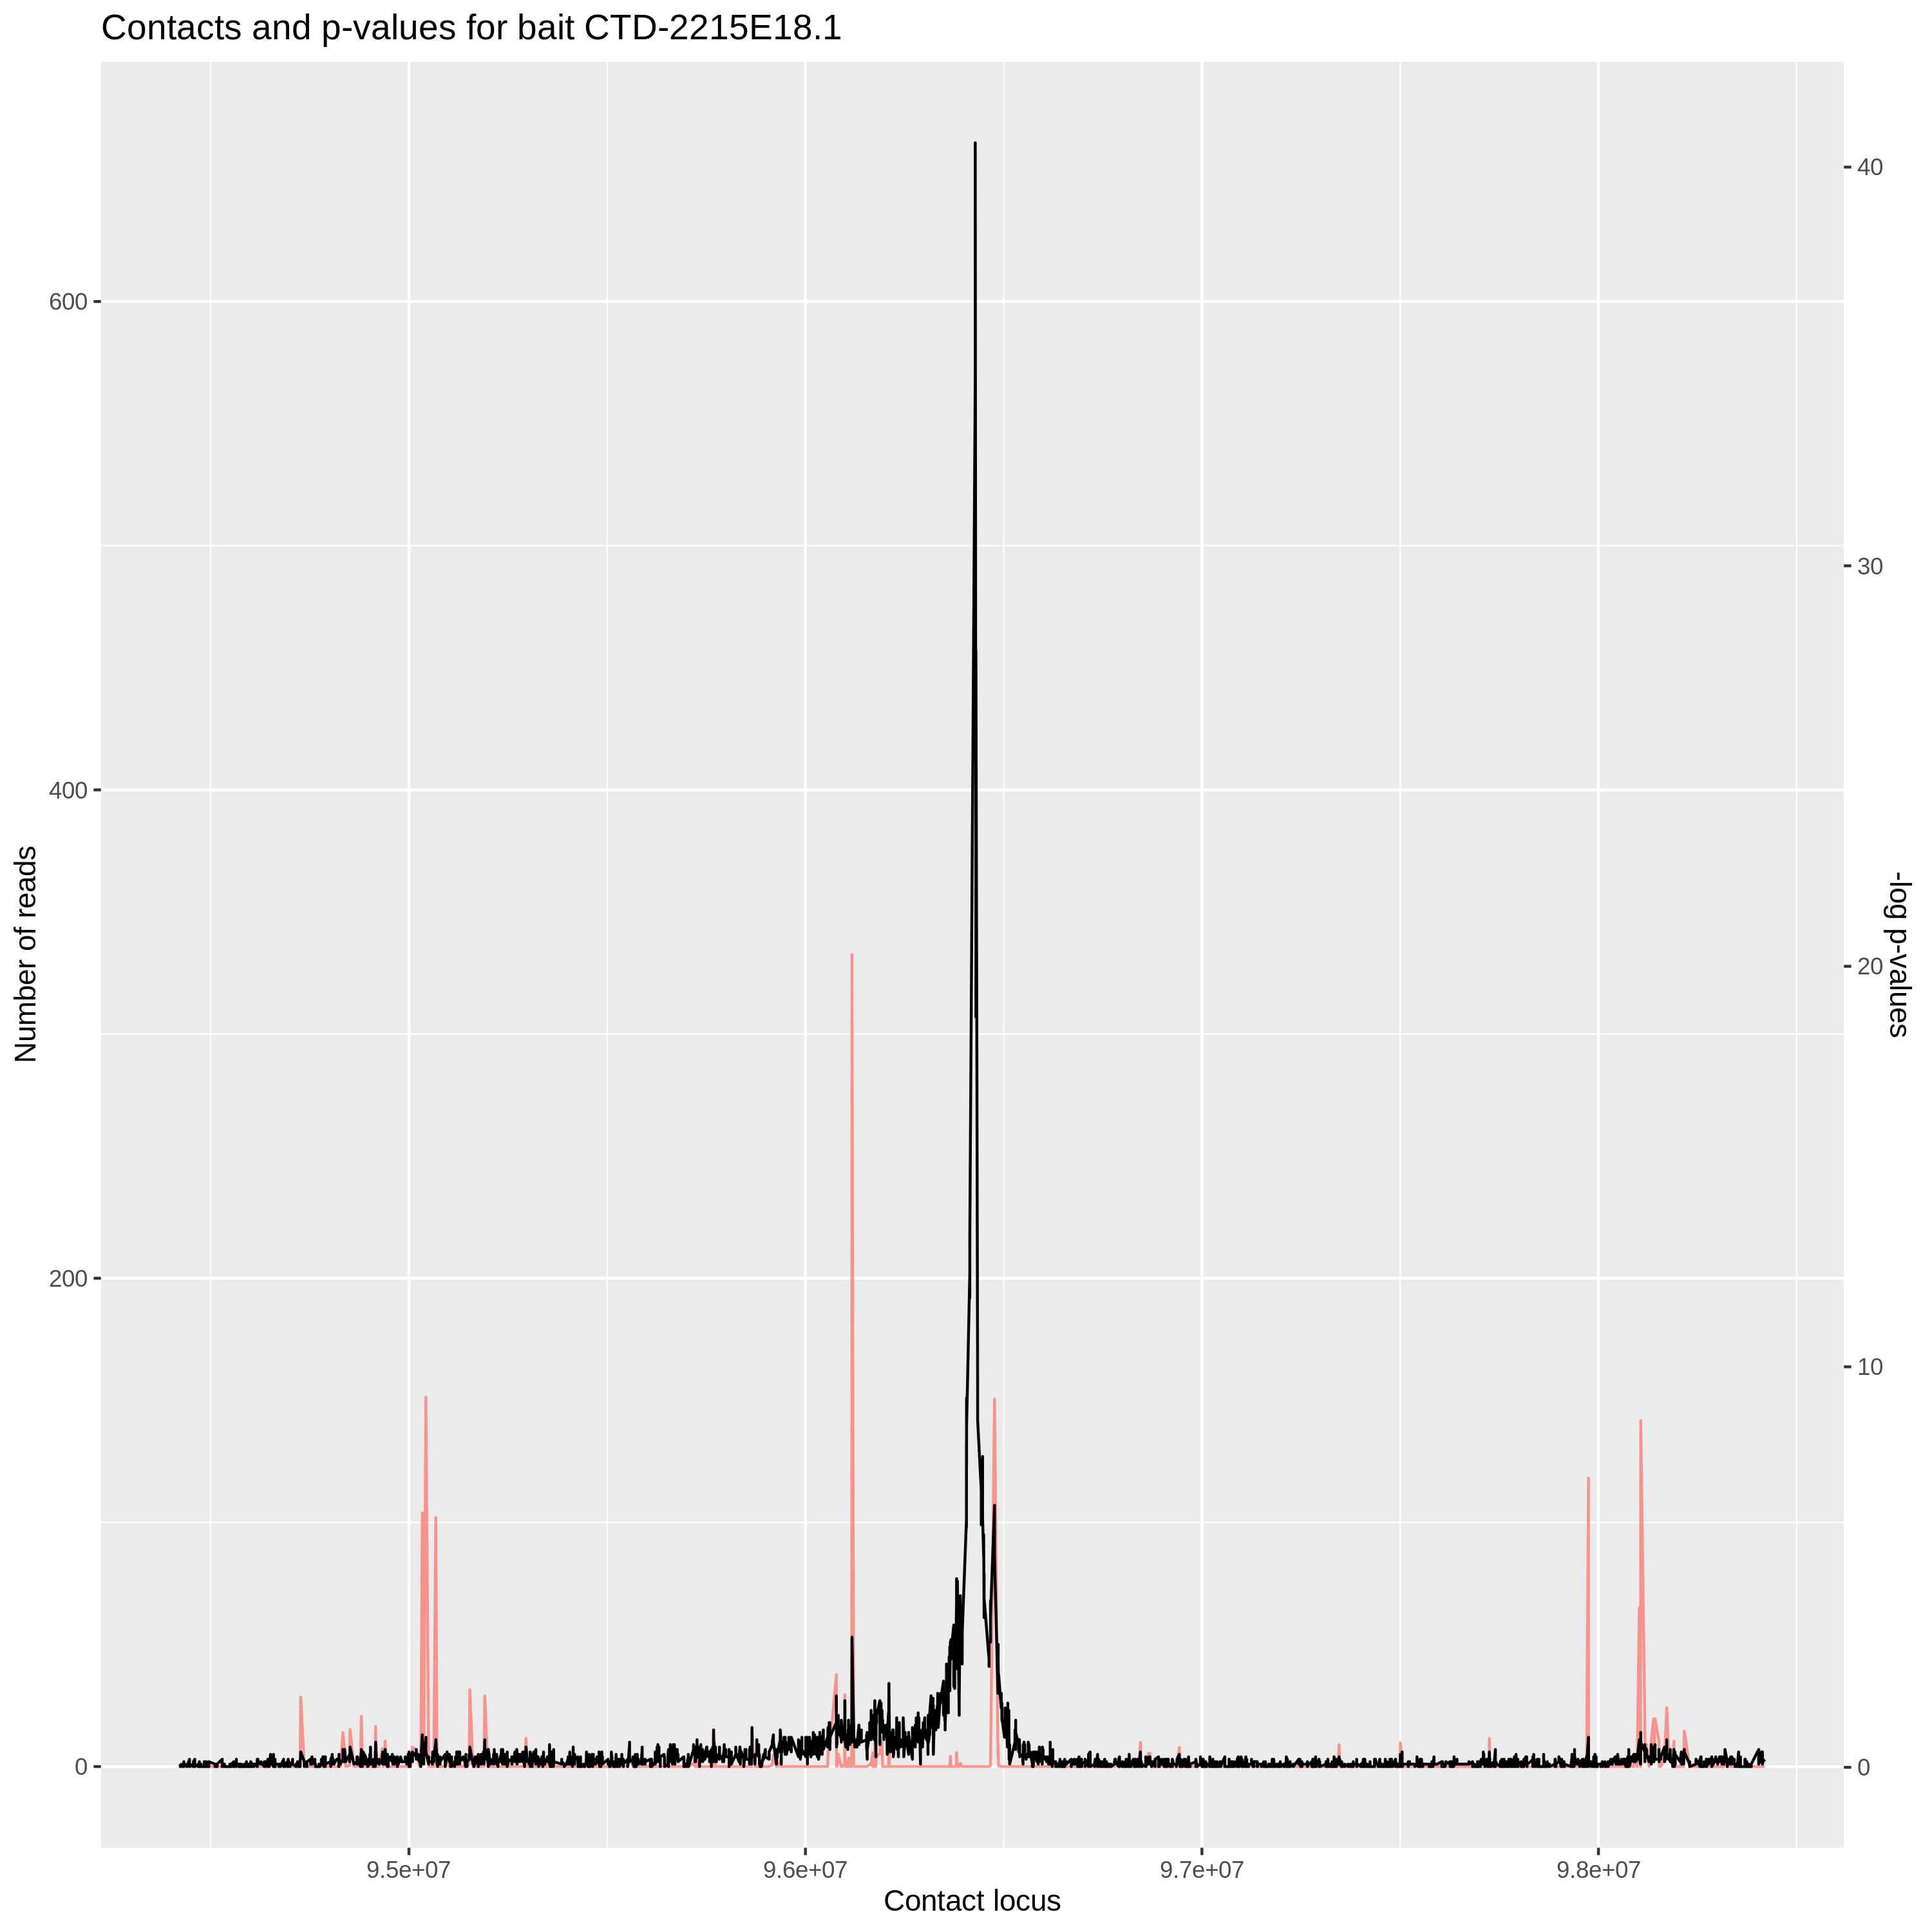 Contacts and p-values for bait CTD-2215E18.1
600
400
200
0
Number of reads
40
30
20
10
0
-log p-values
9.5e+07
9.6e+07
9.7e+07
9.8e+07
Contact locus